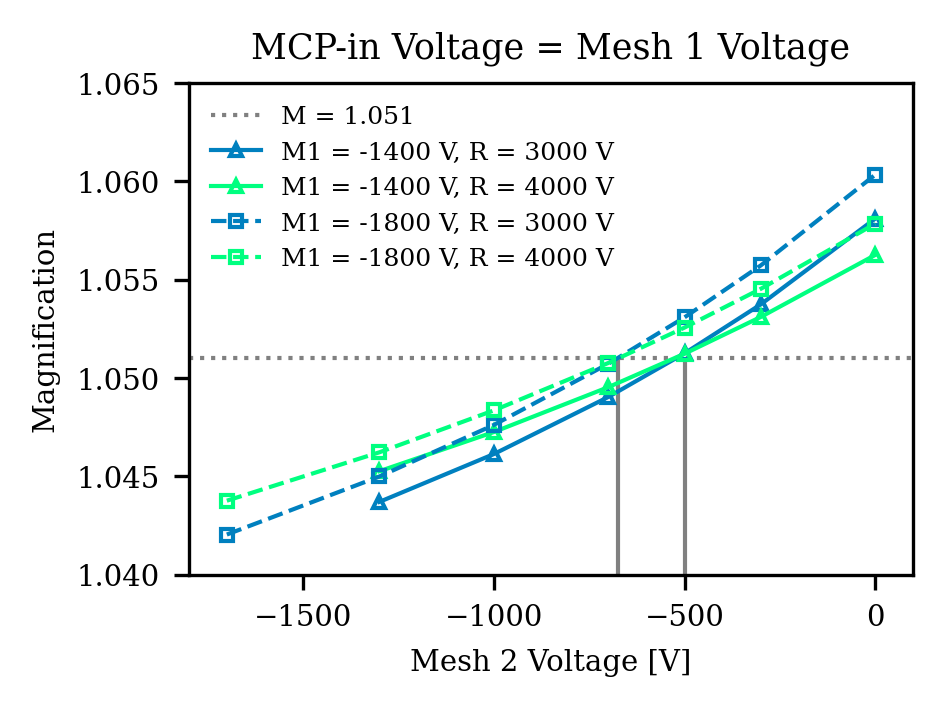 MCP-in Voltage = Mesh 1 Voltage
1.065
1.060
1.055
1.050
1.045
1.040
Magnification
M = 1.051
M1 = -1400 V, R = 3000 V
M1 = -1400 V, R = 4000 V
M1 = -1800 V, R = 3000 V
M1 = -1800 V, R = 4000 V
−1500 −1000 −500 0
Mesh 2 Voltage [V]